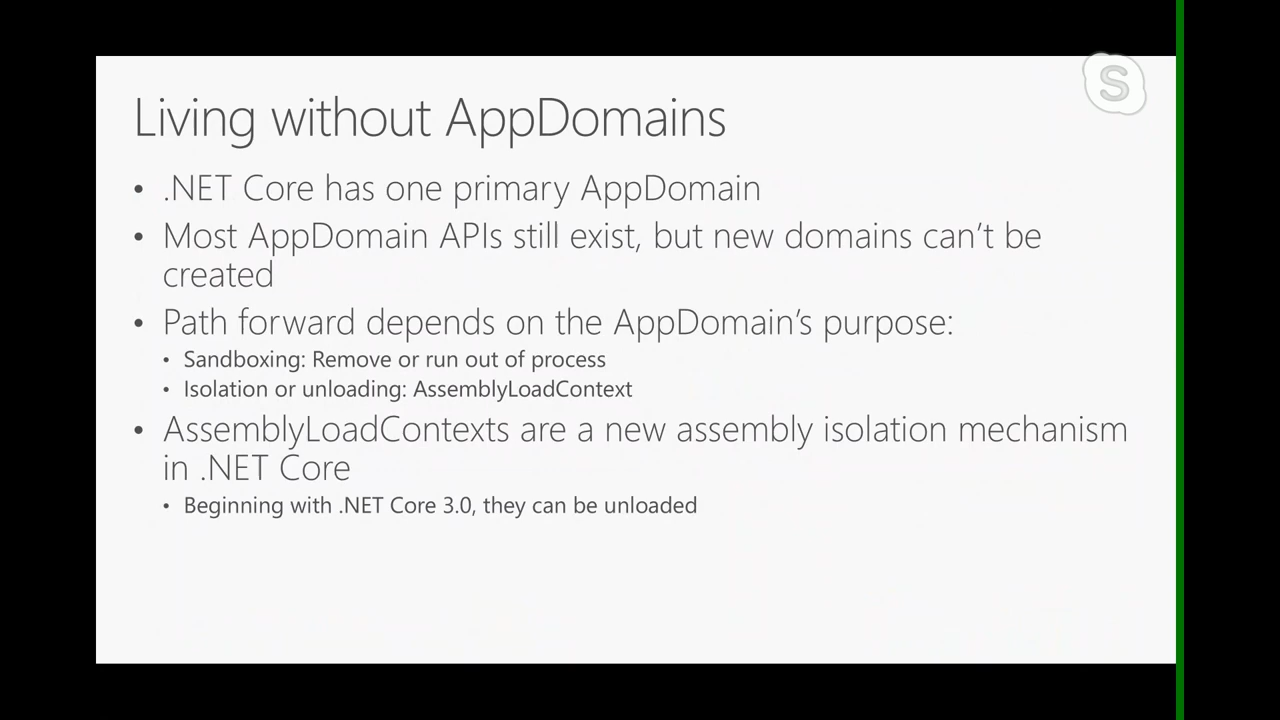 S
Living without AppDomains
• .NET Core has one primary AppDomain
• Most AppDomain APIs still exist, but new domains can’t be
created
• Path forward depends on the AppDomain’s purpose:
• Sandboxing: Remove or run out of process
• Isolation or unloading: AssemblyLoadContext
• AssemblyLoadContexts are a new assembly isolation mechanism
in .NET Core
• Beginning with .NET Core 3.0, they can be unloaded